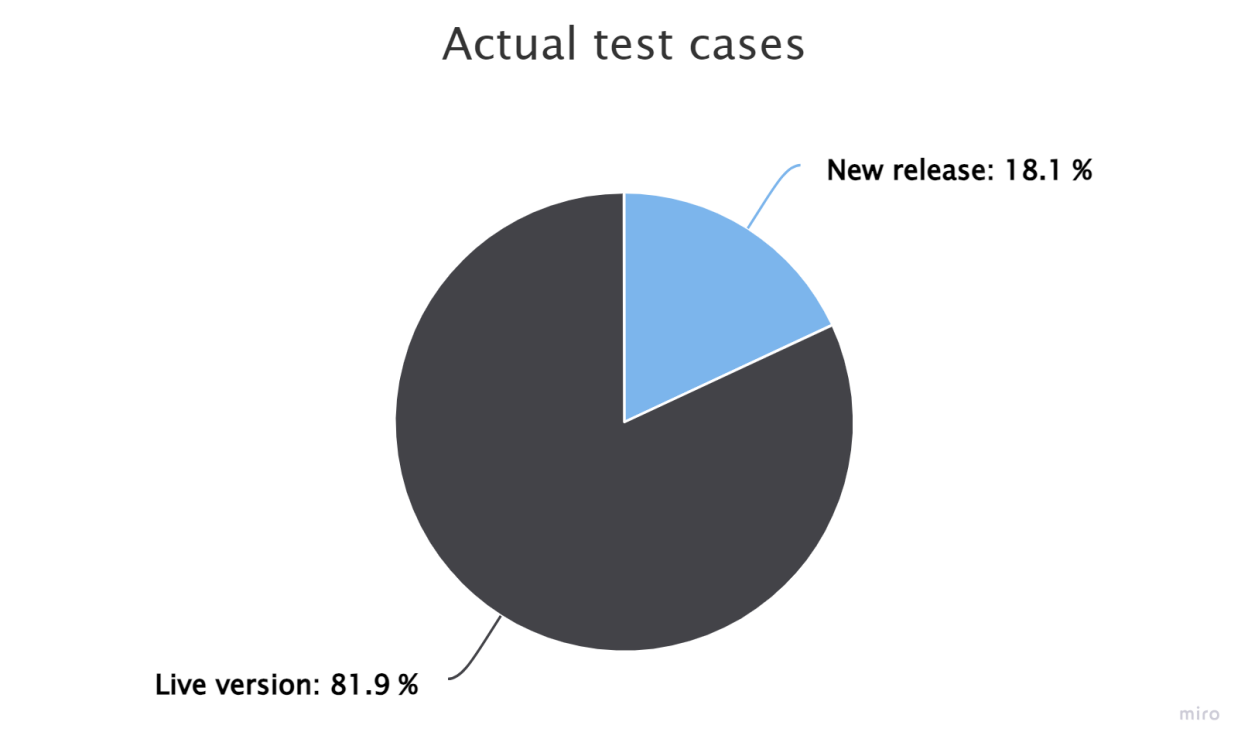 Actual test cases
New release: 18.1 %
Live version: 81.9 %
miro